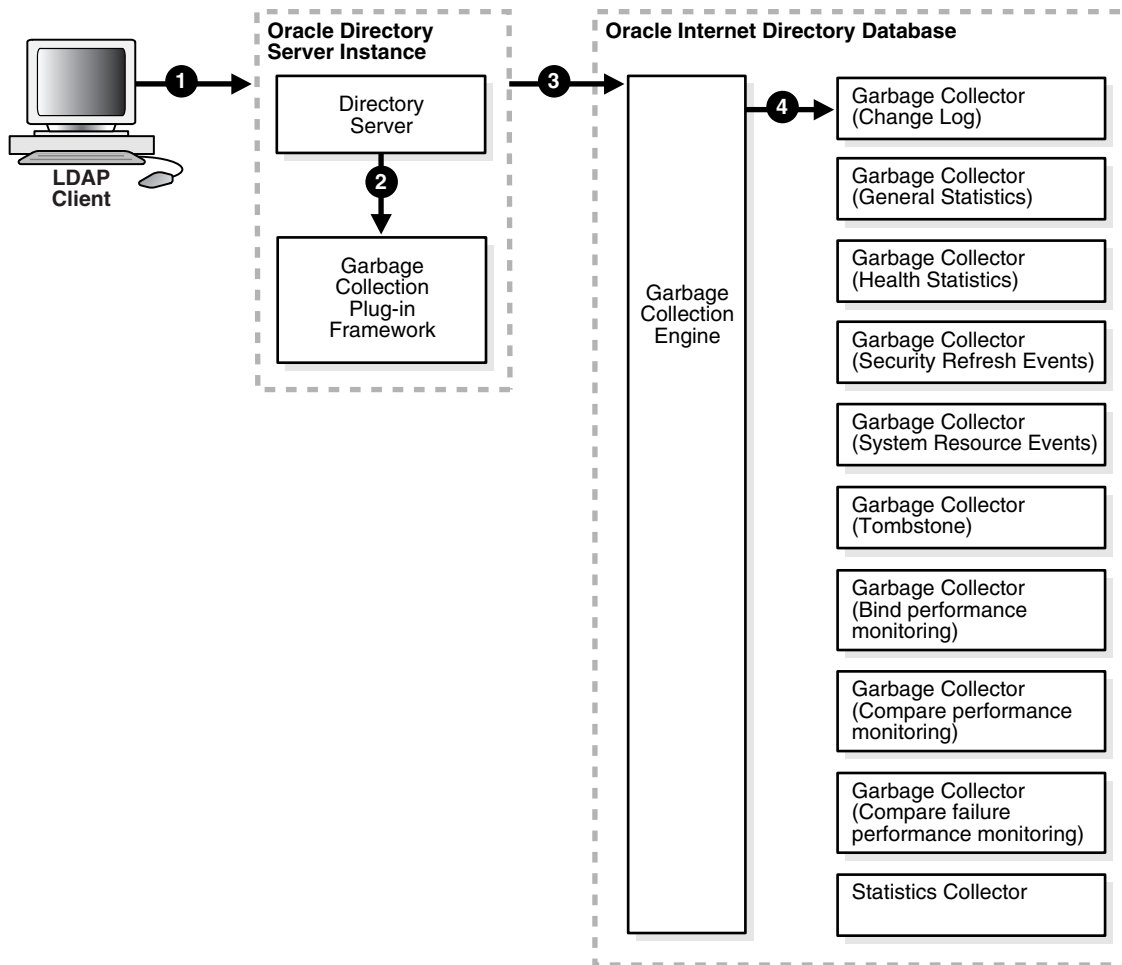 Oracle Directory
Server Instance
Oracle Internet Directory Database
1
3
Directory
Server
4
Garbage Collector
(Change Log)
LDAP
Client
2
Garbage Collector
(General Statistics)
Garbage
Collection
Plug-in
Framework
Garbage
Collection
Engine
Garbage Collector
(Health Statistics)
Garbage Collector
(Security Refresh Events)
Garbage Collector
(System Resource Events)
Garbage Collector
(Tombstone)
Garbage Collector
(Bind performance
monitoring)
Garbage Collector
(Compare performance
monitoring)
Garbage Collector
(Compare failure
performance monitoring)
Statistics Collector